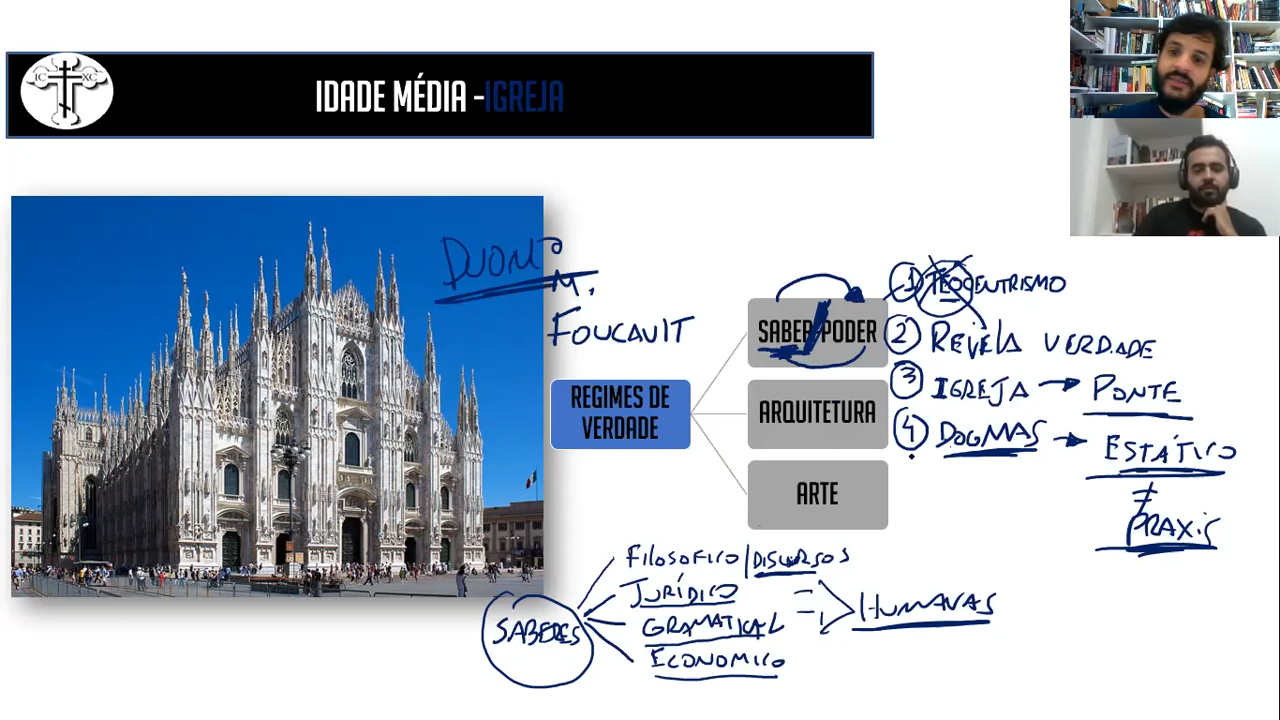 IC XC
IDADE MÉDIA -IGREJA
DUOMO
M. FOUCAULT
REGIMES DE VERDADE
SABER/PODER
ARQUITETURA
ARTE
1 TEOCENTRISMO
2 REVELA VERDADE
3 IGREJA → PONTE
4 DOGMAS → ESTÁTICO
≠
PRAXIS
SABERES
FILOSOFICO/DISCURSOS
JURÍDICO
GRAMATICAL
ECONOMICO
= HUMANAS